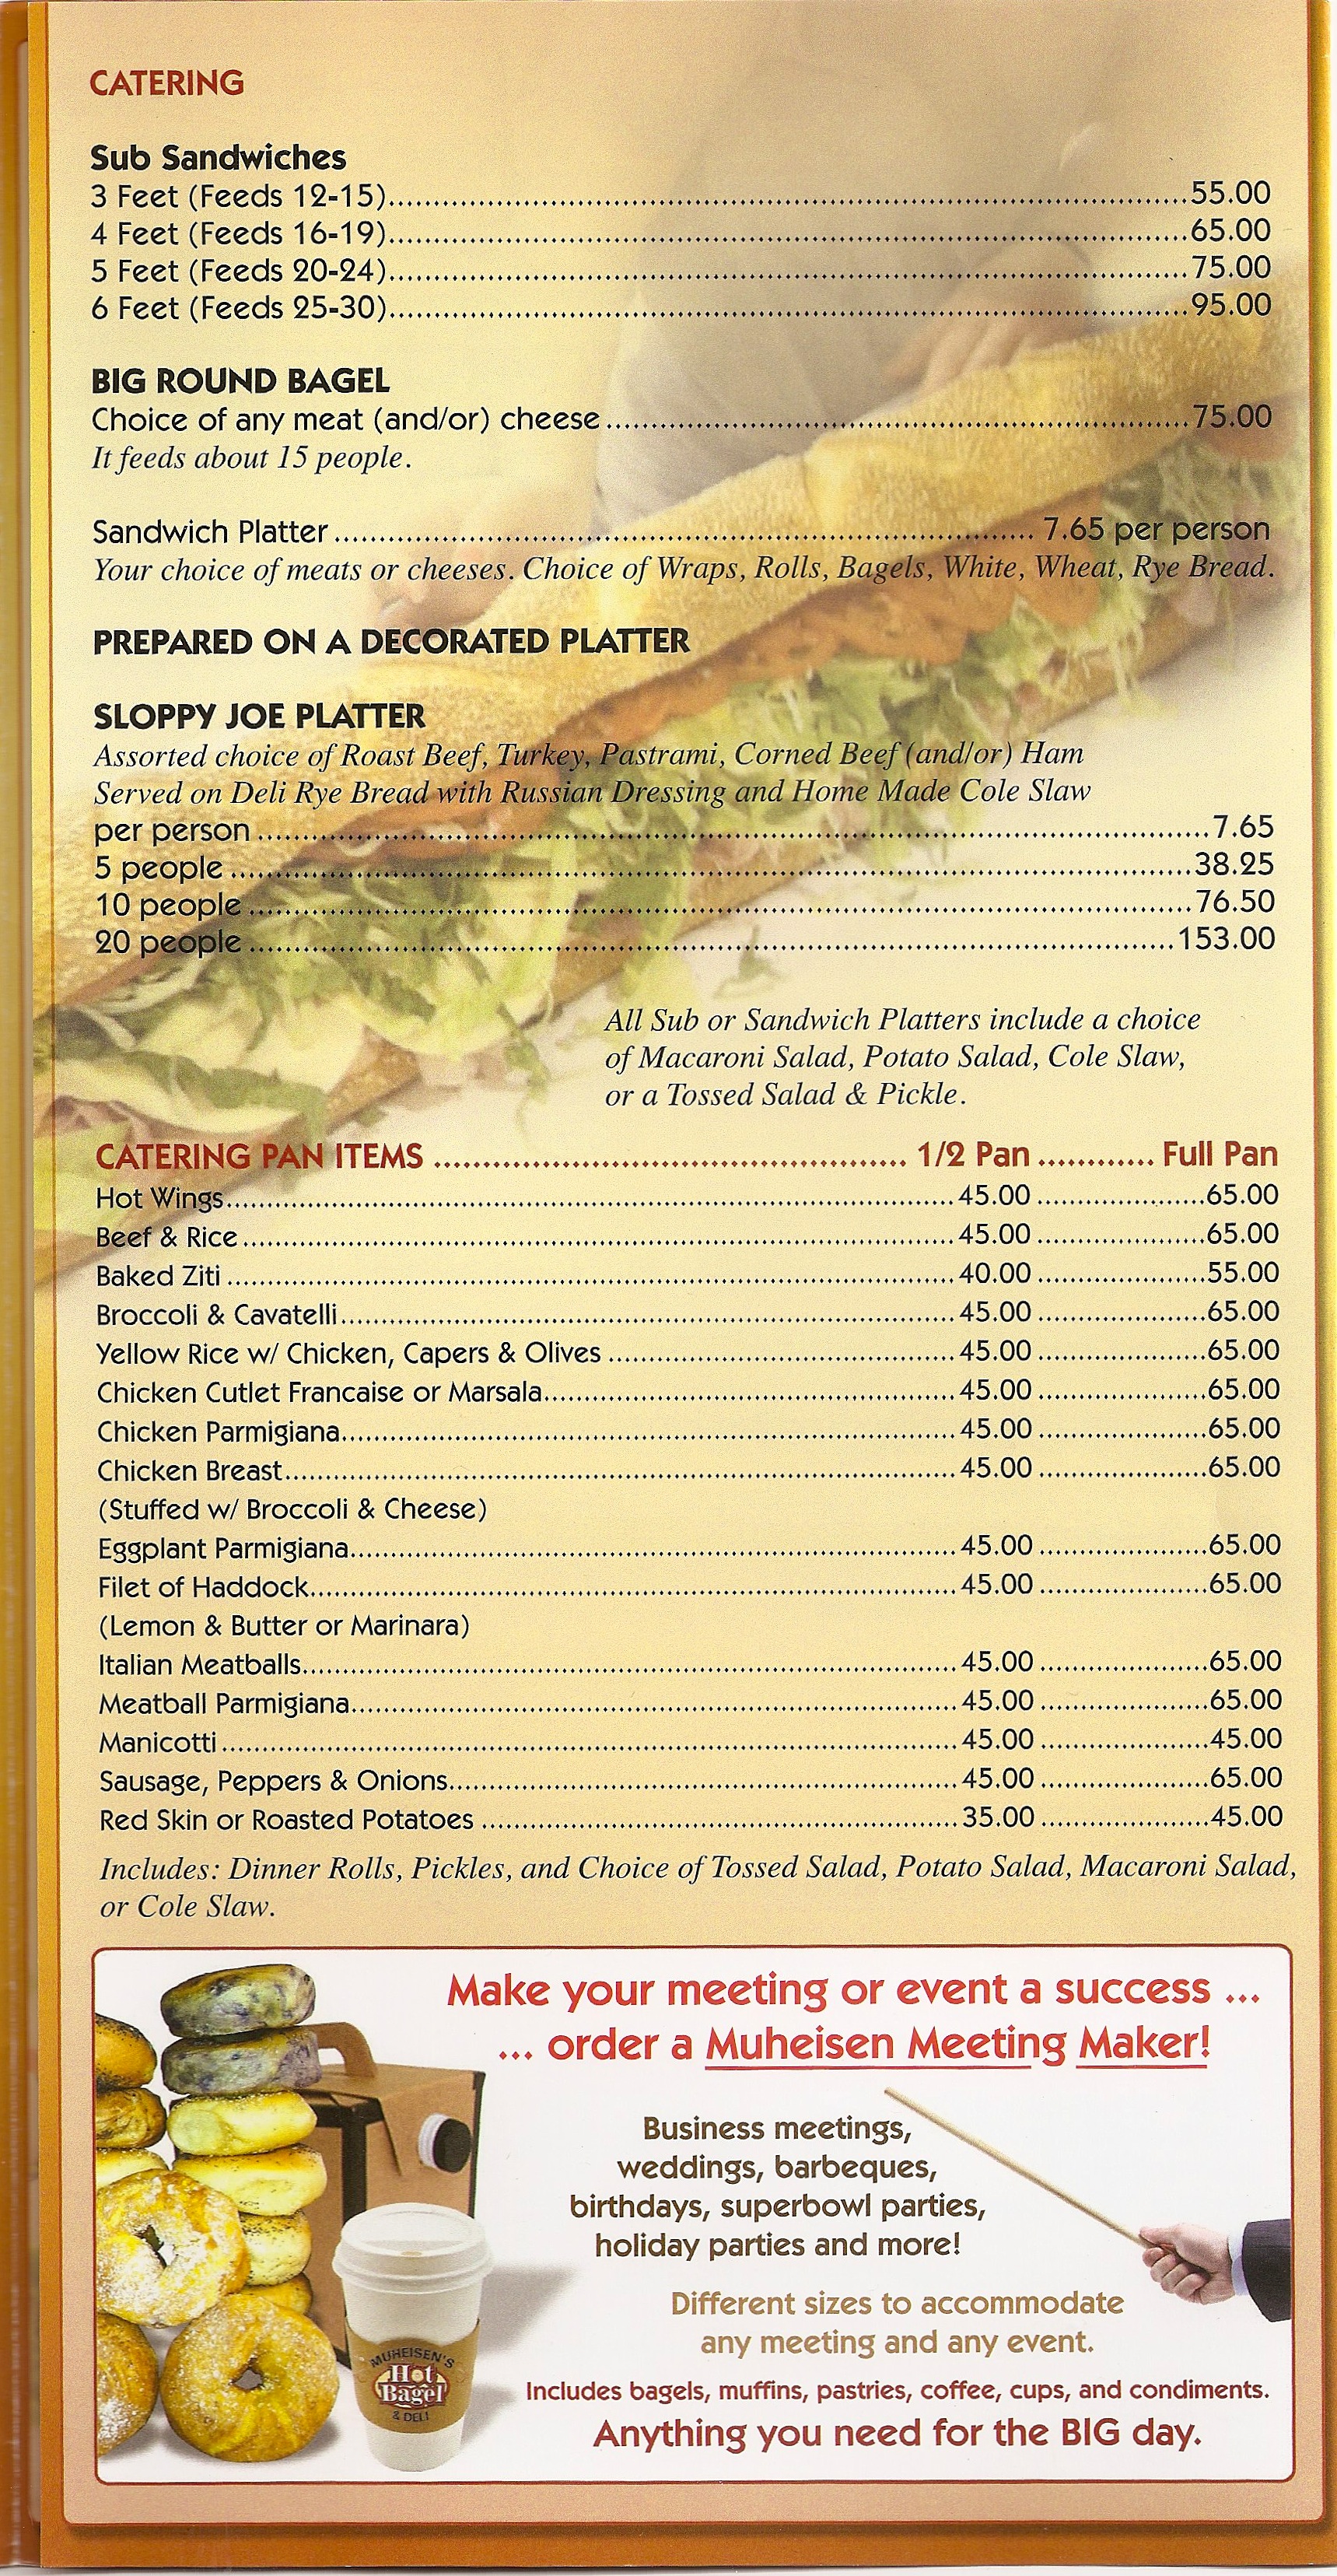 CATERING
Sub Sandwiches
3 Feet (Feeds 12-15)..........55.00
4 Feet (Feeds 16-19)..........65.00
5 Feet (Feeds 20-24)..........75.00
6 Feet (Feeds 25-30)..........95.00
BIG ROUND BAGEL
Choice of any meat (and/or) cheese..........75.00
It feeds about 15 people.
Sandwich Platter .......... 7.65 per person
Your choice of meats or cheeses. Choice of Wraps, Rolls, Bagels, White, Wheat, Rye Bread.
PREPARED ON A DECORATED PLATTER
SLOPPY JOE PLATTER
Assorted choice of Roast Beef, Turkey, Pastrami, Corned Beef (and/or) Ham
Served on Deli Rye Bread with Russian Dressing and Home Made Cole Slaw
per person ..........7.65
5 people ..........38.25
10 people ..........76.50
20 people ..........153.00
All Sub or Sandwich Platters include a choice
of Macaroni Salad, Potato Salad, Cole Slaw,
or a Tossed Salad & Pickle.
CATERING PAN ITEMS .......... 1/2 Pan .......... Full Pan
Hot Wings..........45.00 ..........65.00
Beef & Rice ..........45.00 ..........65.00
Baked Ziti ..........40.00 ..........55.00
Broccoli & Cavatelli..........45.00 ..........65.00
Yellow Rice w/ Chicken, Capers & Olives ..........45.00 ..........65.00
Chicken Cutlet Francaise or Marsala..........45.00 ..........65.00
Chicken Parmigiana..........45.00 ..........65.00
Chicken Breast..........45.00 ..........65.00
(Stuffed w/ Broccoli & Cheese)
Eggplant Parmigiana..........45.00 ..........65.00
Filet of Haddock..........45.00 ..........65.00
(Lemon & Butter or Marinara)
Italian Meatballs..........45.00 ..........65.00
Meatball Parmigiana..........45.00 ..........65.00
Manicotti ..........45.00 ..........45.00
Sausage, Peppers & Onions..........45.00 ..........65.00
Red Skin or Roasted Potatoes ..........35.00 ..........45.00
Includes: Dinner Rolls, Pickles, and Choice of Tossed Salad, Potato Salad, Macaroni Salad,
or Cole Slaw.
Make your meeting or event a success ...
... order a Muheisen Meeting Maker!
Business meetings,
weddings, barbeques,
birthdays, superbowl parties,
holiday parties and more!
Different sizes to accommodate
any meeting and any event.
Includes bagels, muffins, pastries, coffee, cups, and condiments.
Anything you need for the BIG day.
MUHEISEN'S
Hot
Bagel
& DELI